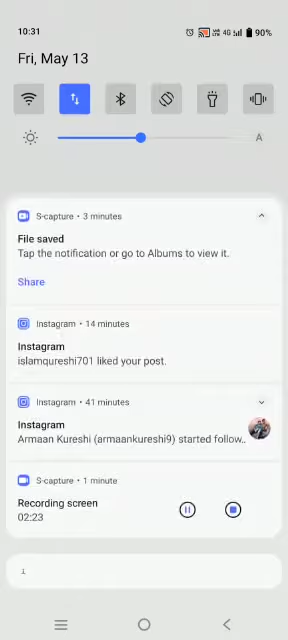 10:31
4G
90%
Fri, May 13
A
S-capture • 3 minutes
File saved
Tap the notification or go to Albums to view it.
Share
Instagram • 14 minutes
Instagram
islamqureshi701 liked your post.
Instagram • 41 minutes
Instagram
Armaan Kureshi (armaankureshi9) started follow..
S-capture • 1 minute
Recording screen
02:23